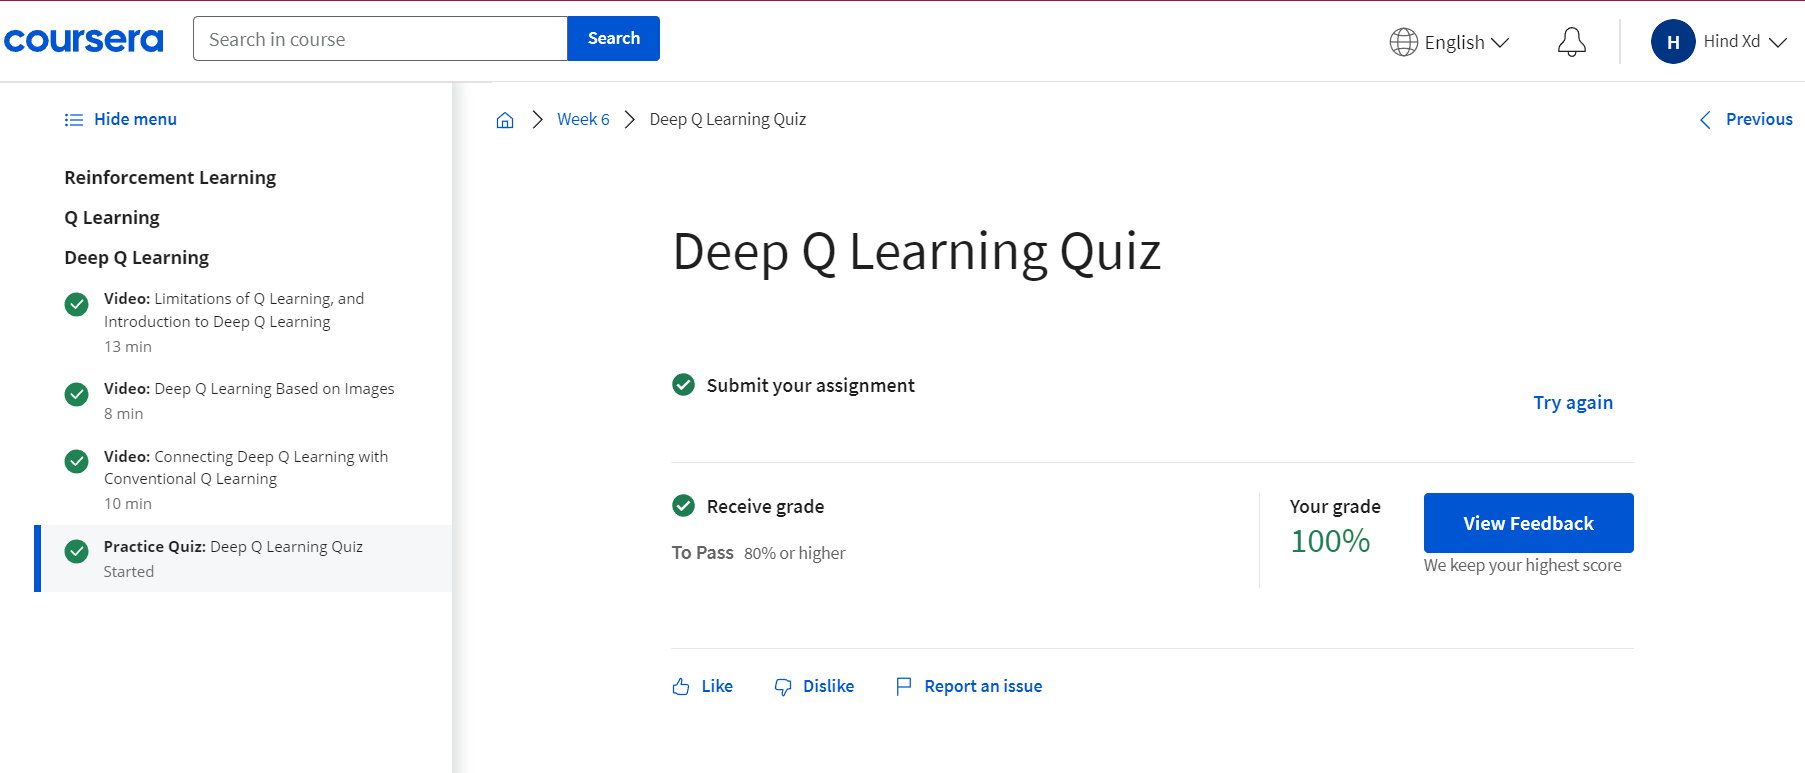 coursera
Search in course
Search
English
H
Hind Xd
Hide menu
Week 6
Deep Q Learning Quiz
Previous
Reinforcement Learning
Q Learning
Deep Q Learning
Video: Limitations of Q Learning, and
Introduction to Deep Q Learning
13 min
Video: Deep Q Learning Based on Images
8 min
Video: Connecting Deep Q Learning with
Conventional Q Learning
10 min
Practice Quiz: Deep Q Learning Quiz
Started
Deep Q Learning Quiz
Submit your assignment
Try again
Receive grade
To Pass 80% or higher
Your grade
100%
View Feedback
We keep your highest score
Like
Dislike
Report an issue